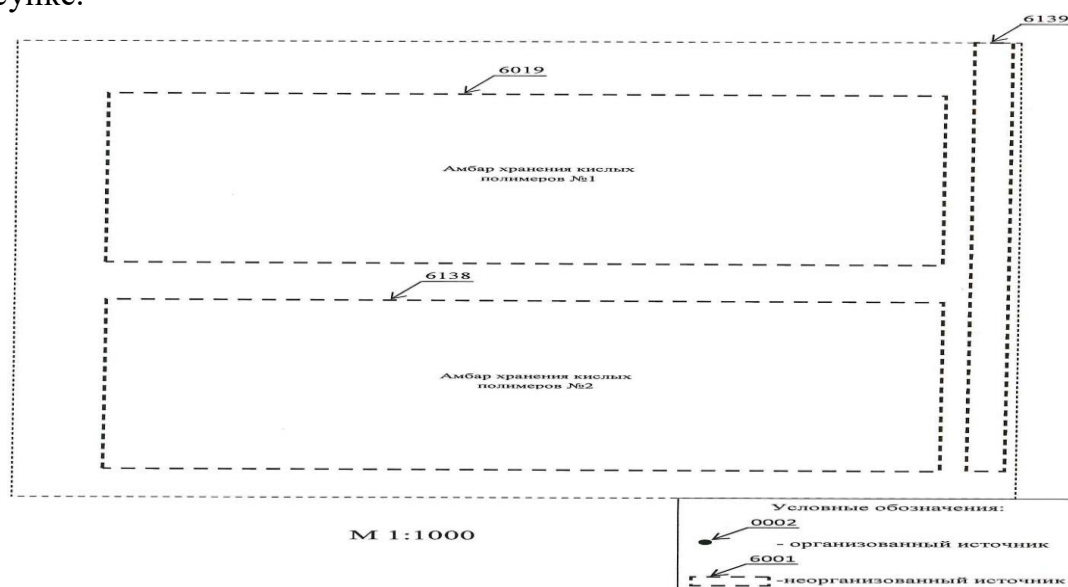 6139
6019
Амбар хранения кислых
полимеров №1
6138
Амбар хранения кислых
полимеров №2
М 1:1000
Условные обозначения:
0002
- организованный источник
6001
-неорганизованный источник